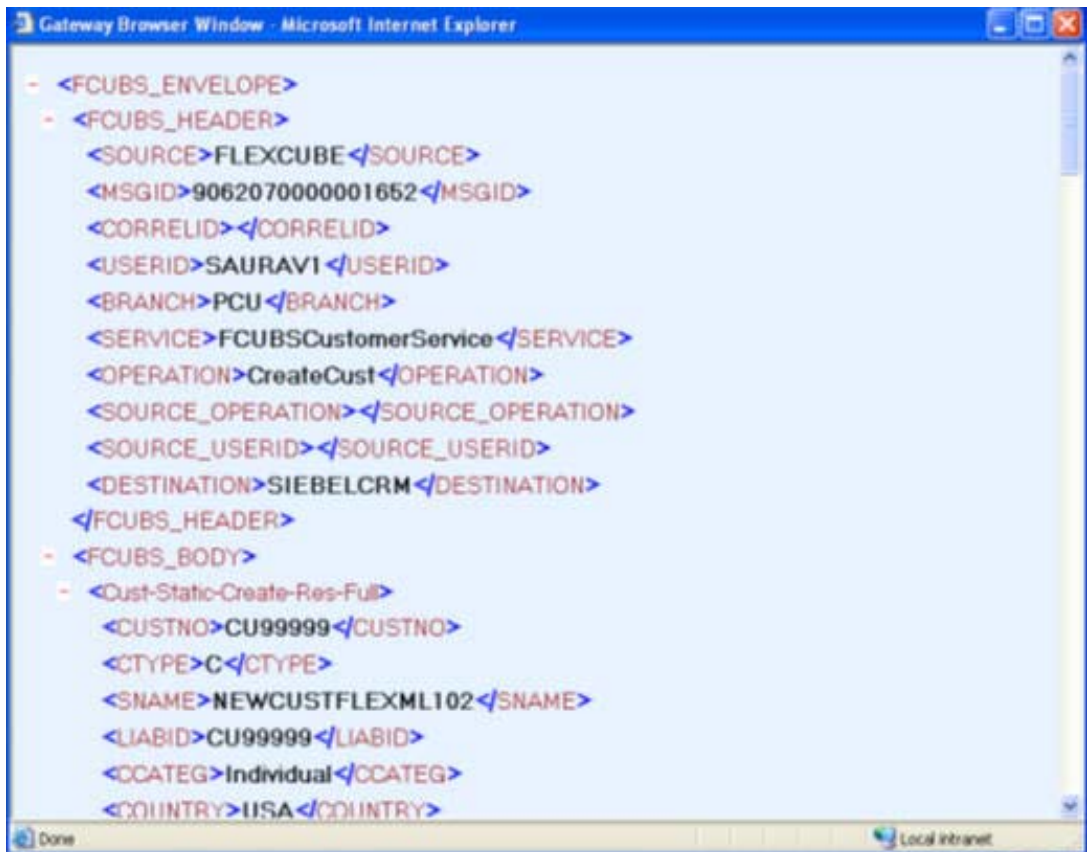 Gateway Browser Window - Microsoft Internet Explorer
- <FCUBS_ENVELOPE>
- <FCUBS_HEADER>
<SOURCE>FLEXCUBE</SOURCE>
<MSGID>9062070000001652</MSGID>
<CORRELID></CORRELID>
<USERID>SAURAV1</USERID>
<BRANCH>PCU</BRANCH>
<SERVICE>FCUBSCustomerService</SERVICE>
<OPERATION>CreateCust</OPERATION>
<SOURCE_OPERATION></SOURCE_OPERATION>
<SOURCE_USERID></SOURCE_USERID>
<DESTINATION>SIEBELCRM</DESTINATION>
</FCUBS_HEADER>
- <FCUBS_BODY>
- <Cust-Static-Create-Res-Full>
<CUSTNO>CU99999</CUSTNO>
<CTYPE>C</CTYPE>
<SNAME>NEWCUSTFLEXML102</SNAME>
<LIABID>CU99999</LIABID>
<CCATEG>Individual</CCATEG>
<COUNTRY>USA</COUNTRY>
Done Local intranet